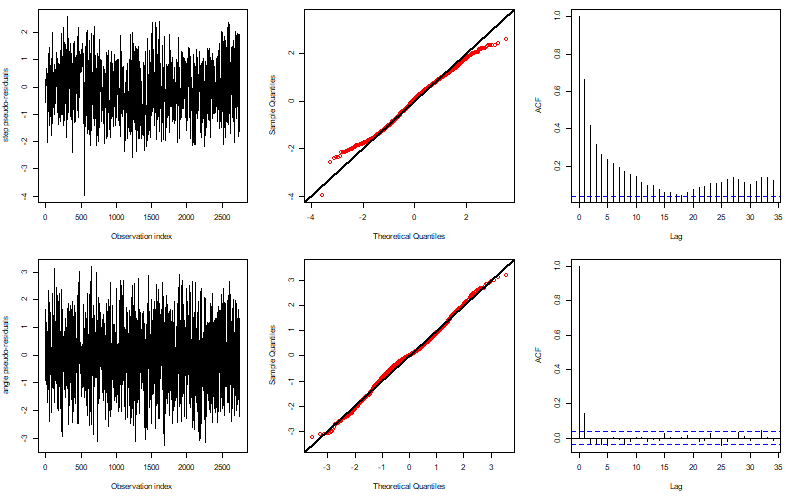 step pseudo-residuals
2
1
0
-1
-2
-3
-4
0 500 1000 1500 2000 2500
Observation index
Sample Quantiles
2
0
-2
-4
-4 -2 0 2
Theoretical Quantiles
ACF
1.0
0.8
0.6
0.4
0.2
0 5 10 15 20 25 30 35
Lag
angle pseudo-residuals
3
2
1
0
-1
-2
-3
0 500 1000 1500 2000 2500
Observation index
Sample Quantiles
3
2
1
0
-1
-2
-3
-3 -2 -1 0 1 2 3
Theoretical Quantiles
ACF
1.0
0.8
0.6
0.4
0.2
0.0
0 5 10 15 20 25 30 35
Lag